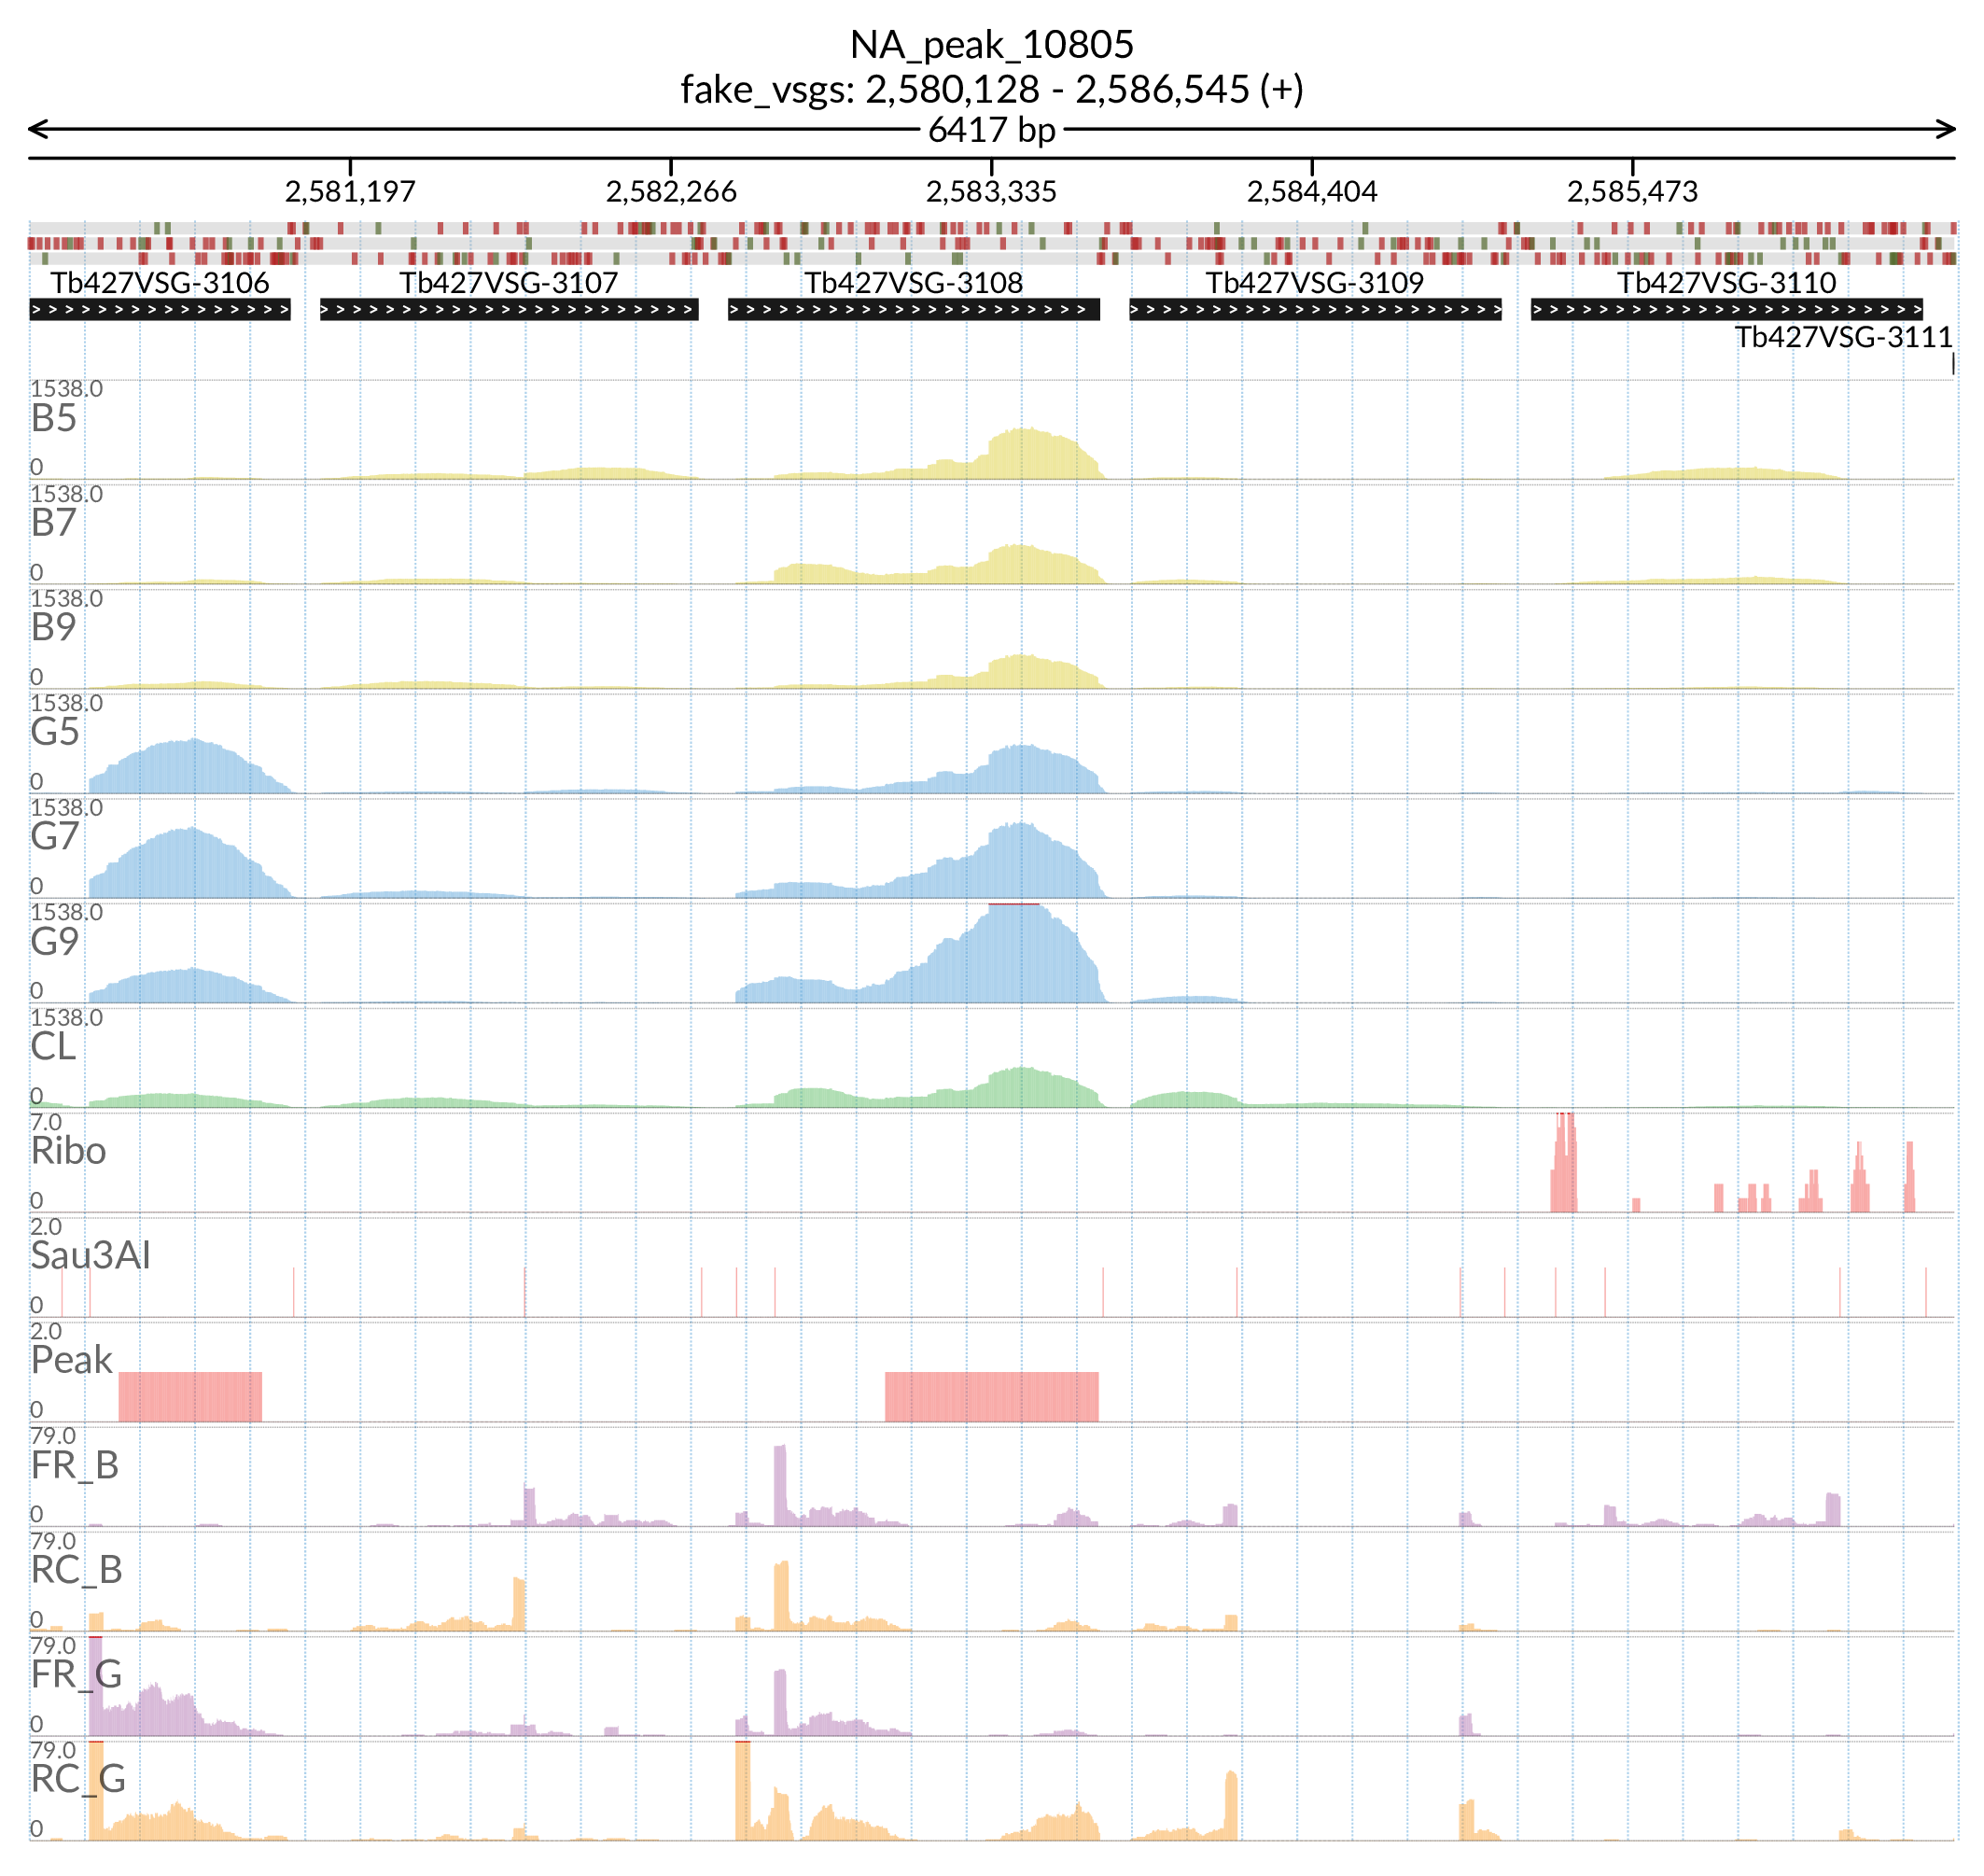 NA_peak_10805
fake_vsgs: 2,580,128 - 2,586,545 (+)
6417 bp
2,581,197 2,582,266 2,583,335 2,584,404 2,585,473
Tb427VSG-3106 Tb427VSG-3107 Tb427VSG-3108 Tb427VSG-3109 Tb427VSG-3110
Tb427VSG-3111
1538.0
B5
0
1538.0
B7
0
1538.0
B9
0
1538.0
G5
0
1538.0
G7
0
1538.0
G9
0
1538.0
CL
0
7.0
Ribo
0
2.0
Sau3AI
0
2.0
Peak
0
79.0
FR_B
0
79.0
RC_B
0
79.0
FR_G
0
79.0
RC_G
0